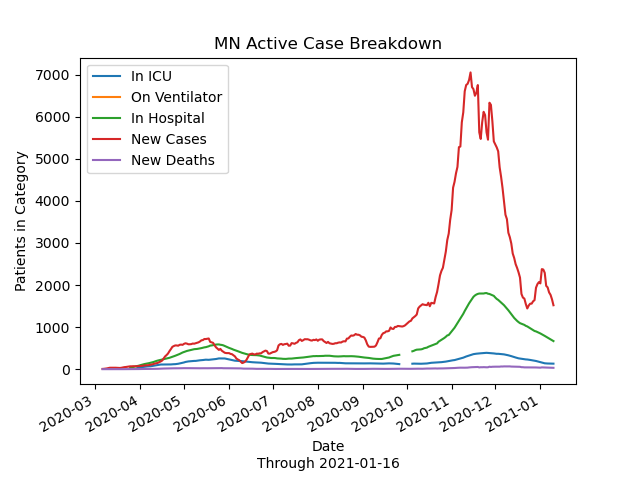 MN Active Case Breakdown
In ICU
On Ventilator
In Hospital
New Cases
New Deaths
Patients in Category
7000
6000
5000
4000
3000
2000
1000
0
2020-03
2020-04
2020-05
2020-06
2020-07
2020-08
2020-09
2020-10
2020-11
2020-12
2021-01
Date
Through 2021-01-16